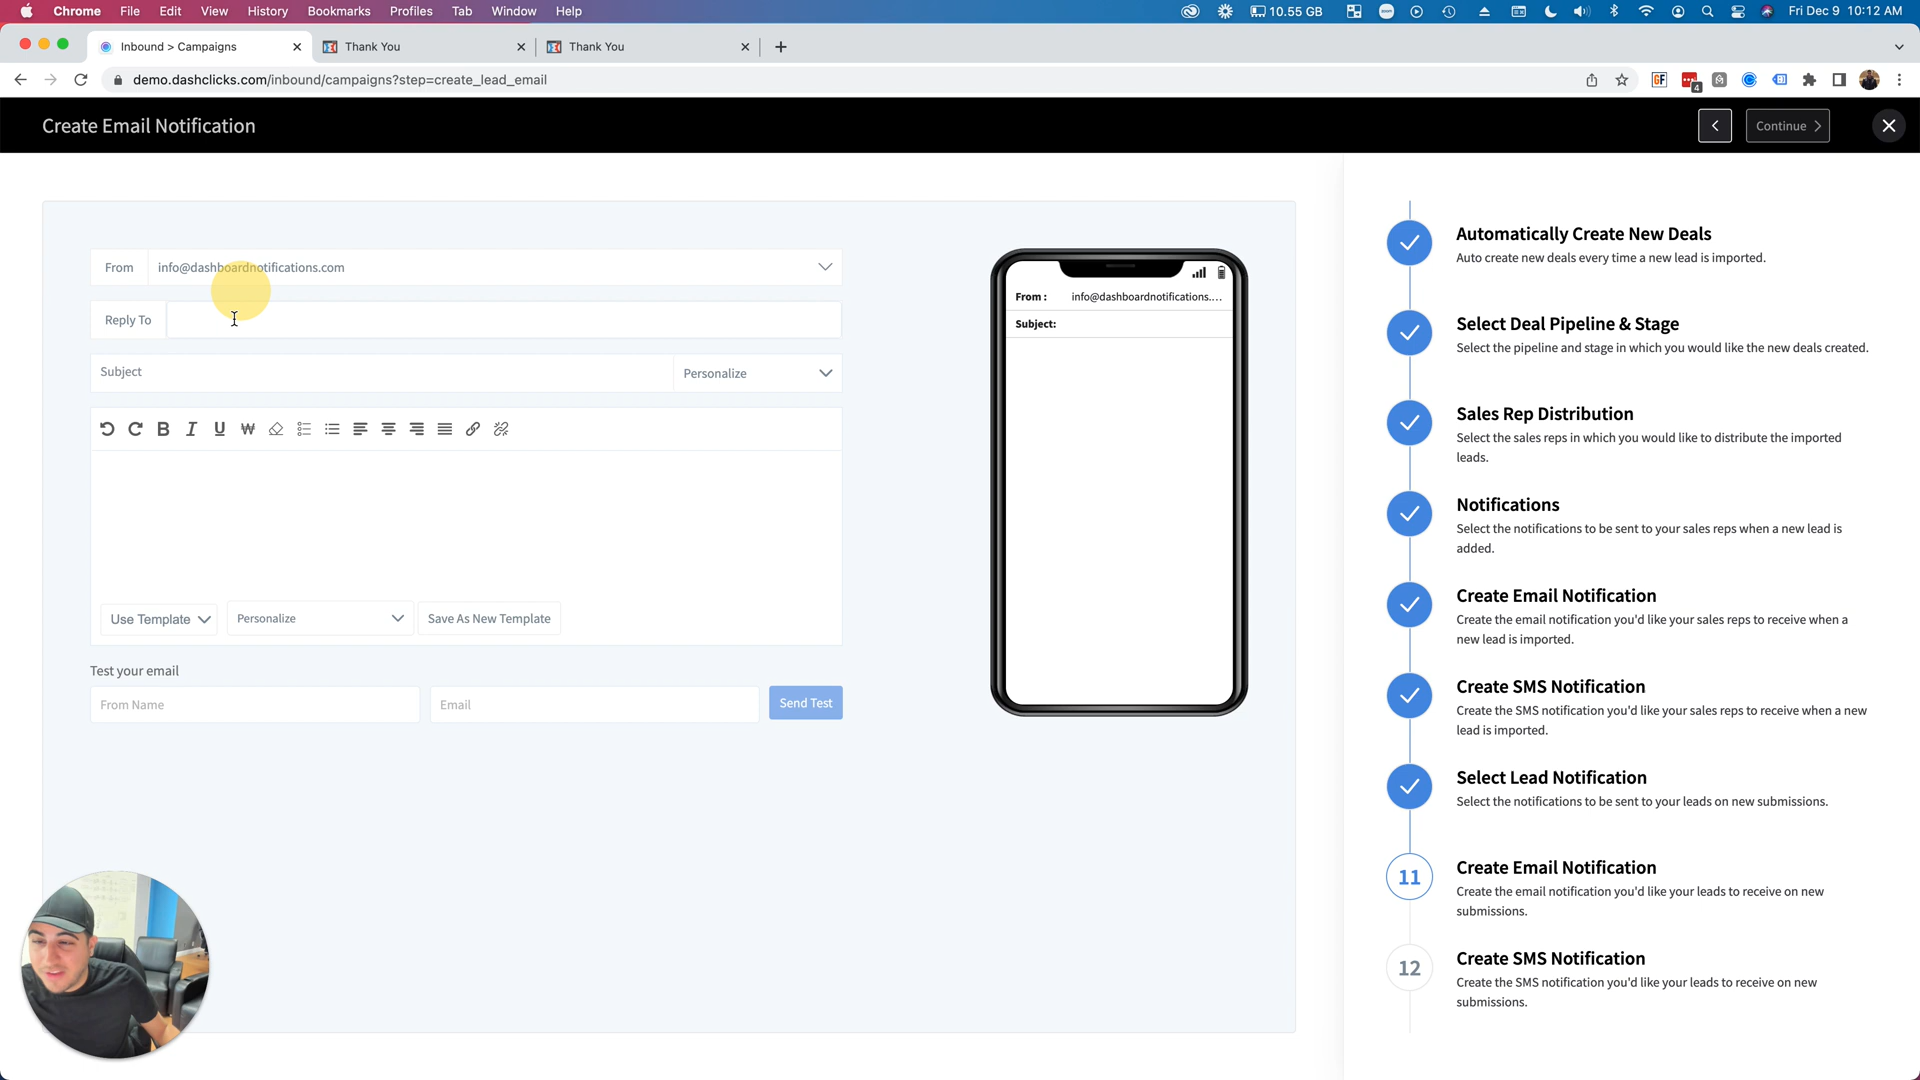 Chrome File Edit View History Bookmarks Profiles Tab Window Help 10.55 GB zoom Fri Dec 9 10:12 AM
Inbound > Campaigns Thank You Thank You
demo.dashclicks.com/inbound/campaigns?step=create_lead_email GF 4
Create Email Notification Continue
From info@dashboardnotifications.com
Reply To
Subject Personalize
B I U W
Use Template Personalize Save As New Template
Test your email
From Name Email Send Test
From : info@dashboardnotifications....
Subject:
Automatically Create New Deals
Auto create new deals every time a new lead is imported.
Select Deal Pipeline & Stage
Select the pipeline and stage in which you would like the new deals created.
Sales Rep Distribution
Select the sales reps in which you would like to distribute the imported
leads.
Notifications
Select the notifications to be sent to your sales reps when a new lead is
added.
Create Email Notification
Create the email notification you'd like your sales reps to receive when a
new lead is imported.
Create SMS Notification
Create the SMS notification you'd like your sales reps to receive when a new
lead is imported.
Select Lead Notification
Select the notifications to be sent to your leads on new submissions.
11 Create Email Notification
Create the email notification you'd like your leads to receive on new
submissions.
12 Create SMS Notification
Create the SMS notification you'd like your leads to receive on new
submissions.